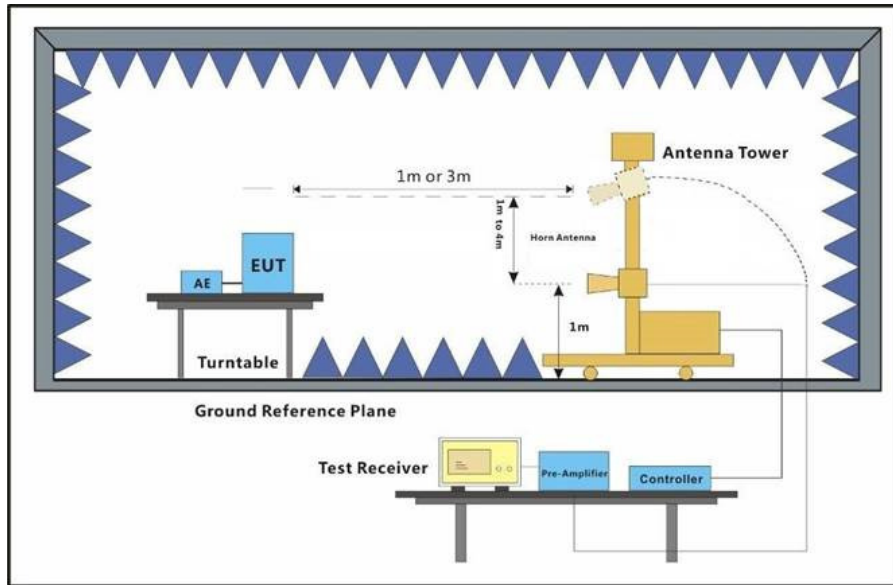 Antenna Tower
1m or 3m
1m to 4m
Horn Antenna
EUT
AE
1m
Turntable
Ground Reference Plane
Test Receiver
Pre-Amplifier
Controller